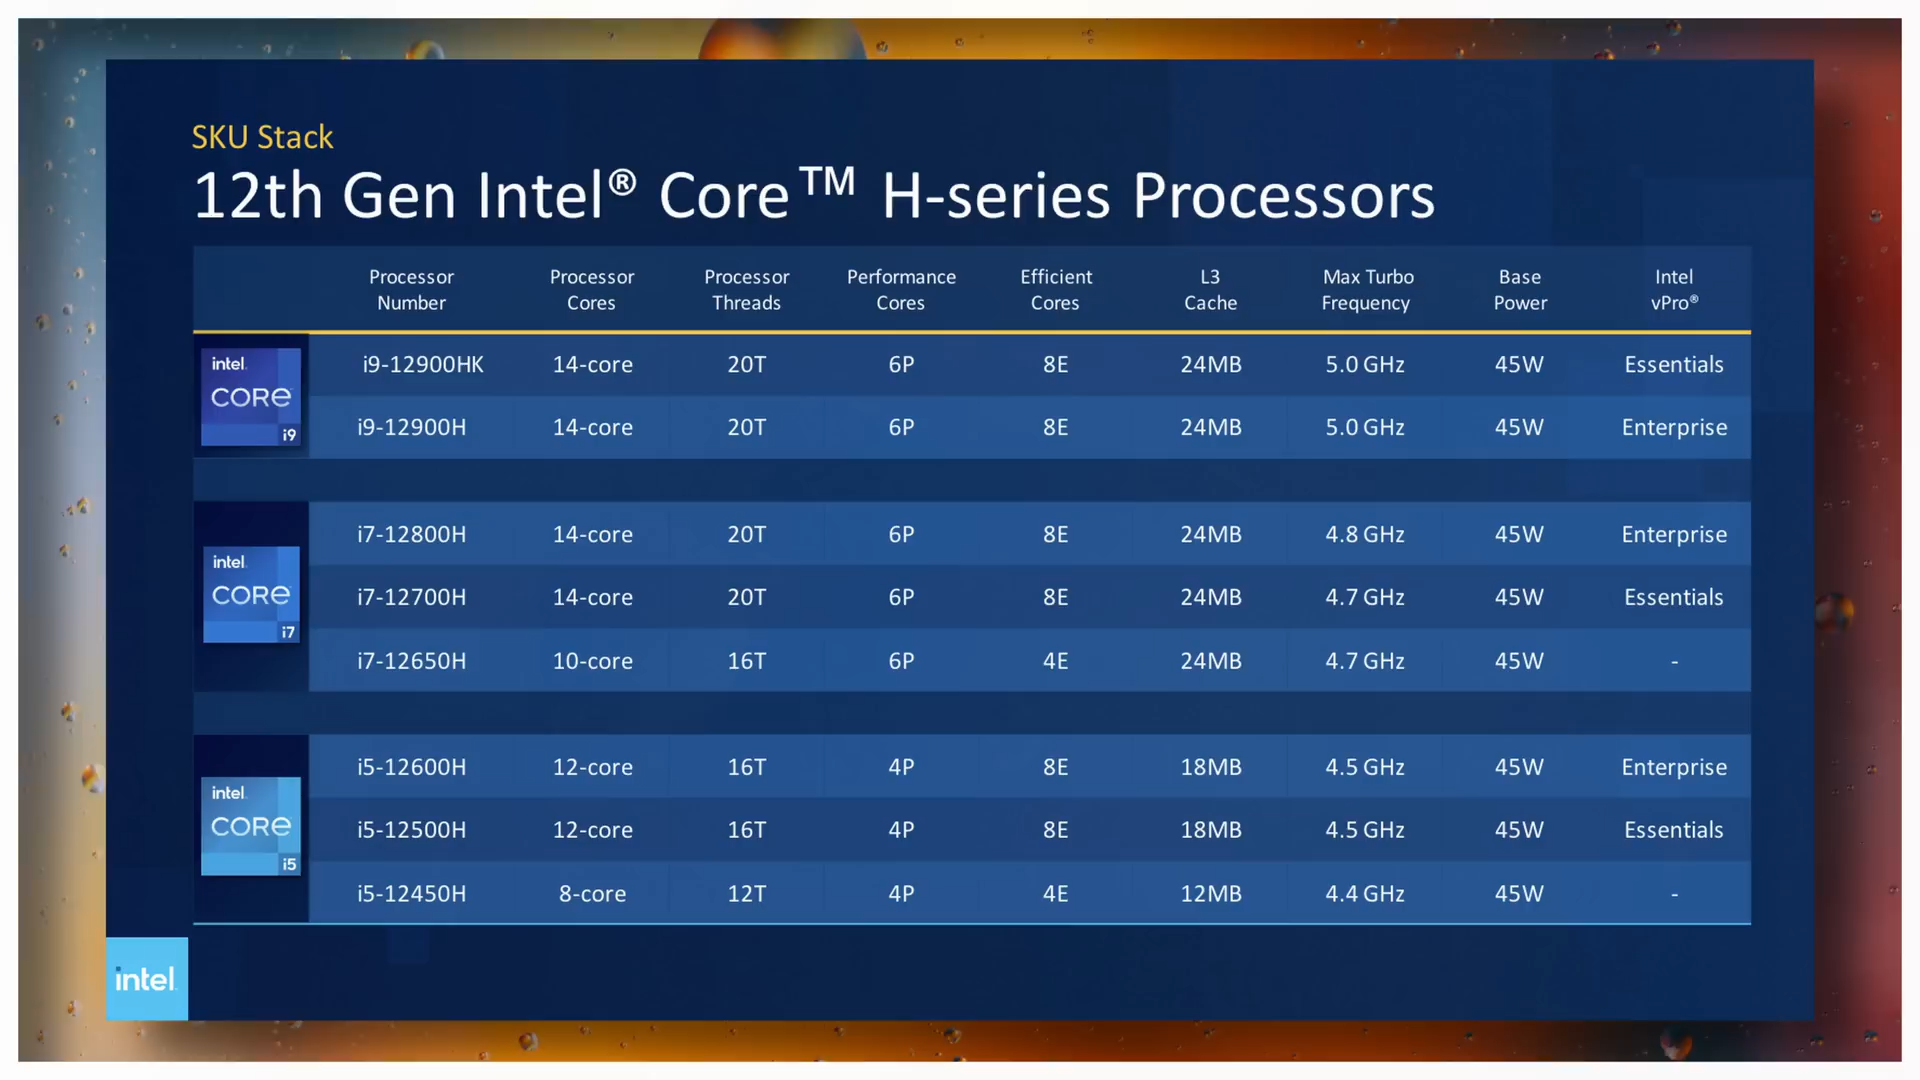 SKU Stack
12th Gen Intel® Core™ H-series Processors
Processor Number Processor Cores Processor Threads Performance Cores Efficient Cores L3 Cache Max Turbo Frequency Base Power Intel vPro®
intel. CORE i9
i9-12900HK 14-core 20T 6P 8E 24MB 5.0 GHz 45W Essentials
i9-12900H 14-core 20T 6P 8E 24MB 5.0 GHz 45W Enterprise
intel. CORE i7
i7-12800H 14-core 20T 6P 8E 24MB 4.8 GHz 45W Enterprise
i7-12700H 14-core 20T 6P 8E 24MB 4.7 GHz 45W Essentials
i7-12650H 10-core 16T 6P 4E 24MB 4.7 GHz 45W -
intel. CORE i5
i5-12600H 12-core 16T 4P 8E 18MB 4.5 GHz 45W Enterprise
i5-12500H 12-core 16T 4P 8E 18MB 4.5 GHz 45W Essentials
i5-12450H 8-core 12T 4P 4E 12MB 4.4 GHz 45W -
intel.